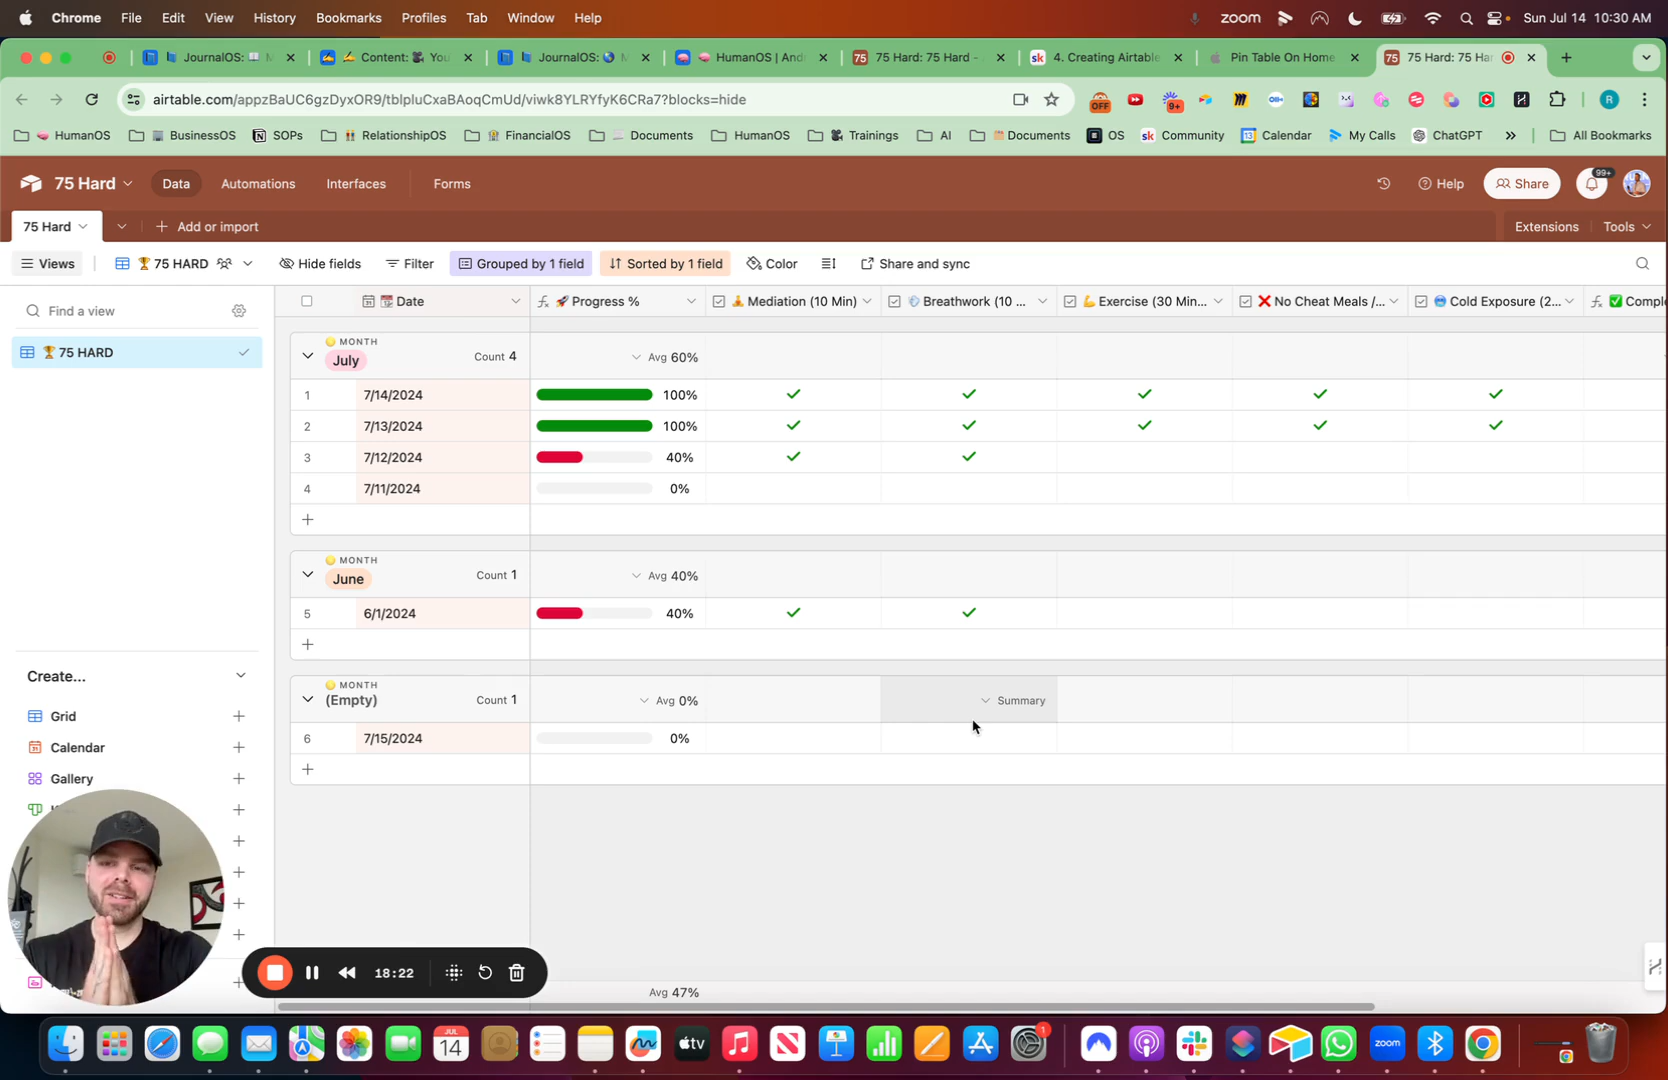 Chrome File Edit View History Bookmarks Profiles Tab Window Help zoom Sun Jul 14 10:30 AM
JournalOS: Content: You JournalOS: HumanOS | And 75 Hard: 75 Hard - 4. Creating Airtable Pin Table On Home 75 Hard: 75 Har
airtable.com/appzBaUC6gzDyxOR9/tblpluCxaBAoqCmUd/viwk8YLRYfyK6CRa7?blocks=hide OFF 9+ R
HumanOS BusinessOS SOPs RelationshipOS FinancialOS Documents HumanOS Trainings AI Documents OS Community Calendar My Calls ChatGPT All Bookmarks
75 Hard Data Automations Interfaces Forms Help Share 99+
75 Hard Add or import Extensions Tools
Views 75 HARD Hide fields Filter Grouped by 1 field Sorted by 1 field Color Share and sync
Find a view
75 HARD
Date Progress % Mediation (10 Min) Breathwork (10 ... Exercise (30 Min... No Cheat Meals /... Cold Exposure (2... Comple
MONTH
July Count 4 Avg 60%
1 7/14/2024 100%
2 7/13/2024 100%
3 7/12/2024 40%
4 7/11/2024 0%
MONTH
June Count 1 Avg 40%
5 6/1/2024 40%
MONTH
(Empty) Count 1 Avg 0% Summary
6 7/15/2024 0%
Create...
Grid
Calendar
Gallery
18:22
Avg 47%
JUL
14
tv
1
zoom